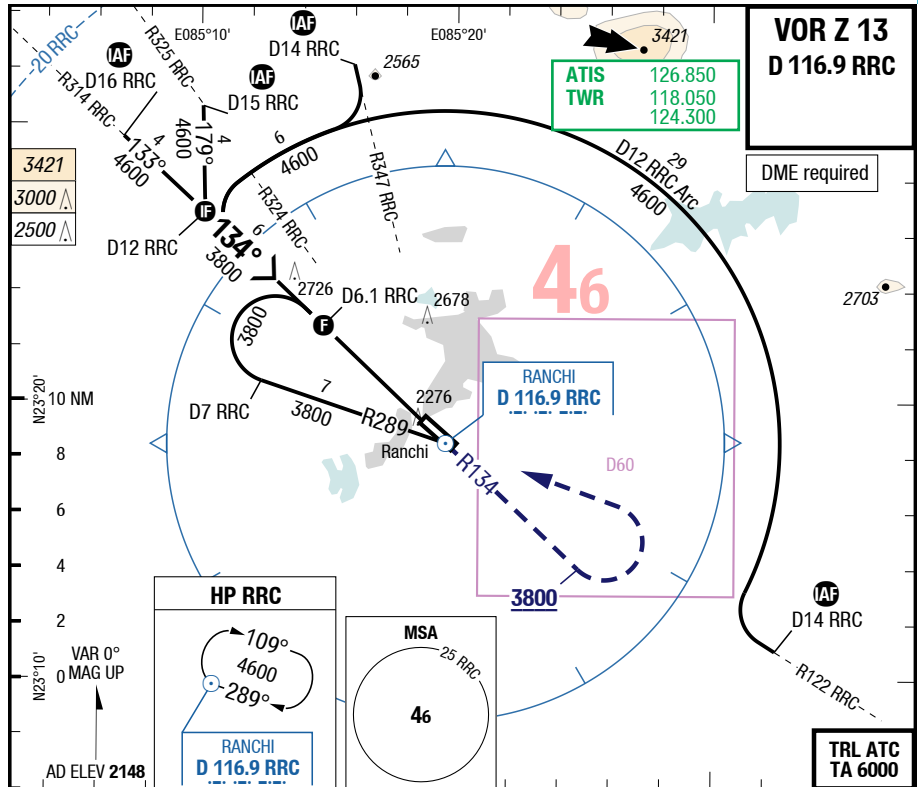 VOR Z 13
D 116.9 RRC
DME required
ATIS 126.850
TWR 118.050
124.300
3421
E085°10'
E085°20'
20 RRC
R325 RRC
R314 RRC
IAF
D16 RRC
IAF
D15 RRC
IAF
D14 RRC
2565
4
133°
4600
4
179°
4600
6
4600
R347 RRC
R324 RRC
29
D12 RRC Arc
4600
3421
3000
2500
IF
D12 RRC
134°
6
3800
2726
D6.1 RRC
F
2678
46
2703
3800
D7 RRC
7
3800
R289
2276
Ranchi
RANCHI
D 116.9 RRC
D60
R134
3800
N23°20'
10 NM
8
6
4
2
0
N23°10'
VAR 0°
MAG UP
AD ELEV 2148
HP RRC
109°
4600
289°
RANCHI
D 116.9 RRC
MSA
25 RRC
46
IAF
D14 RRC
R122 RRC
TRL ATC
TA 6000